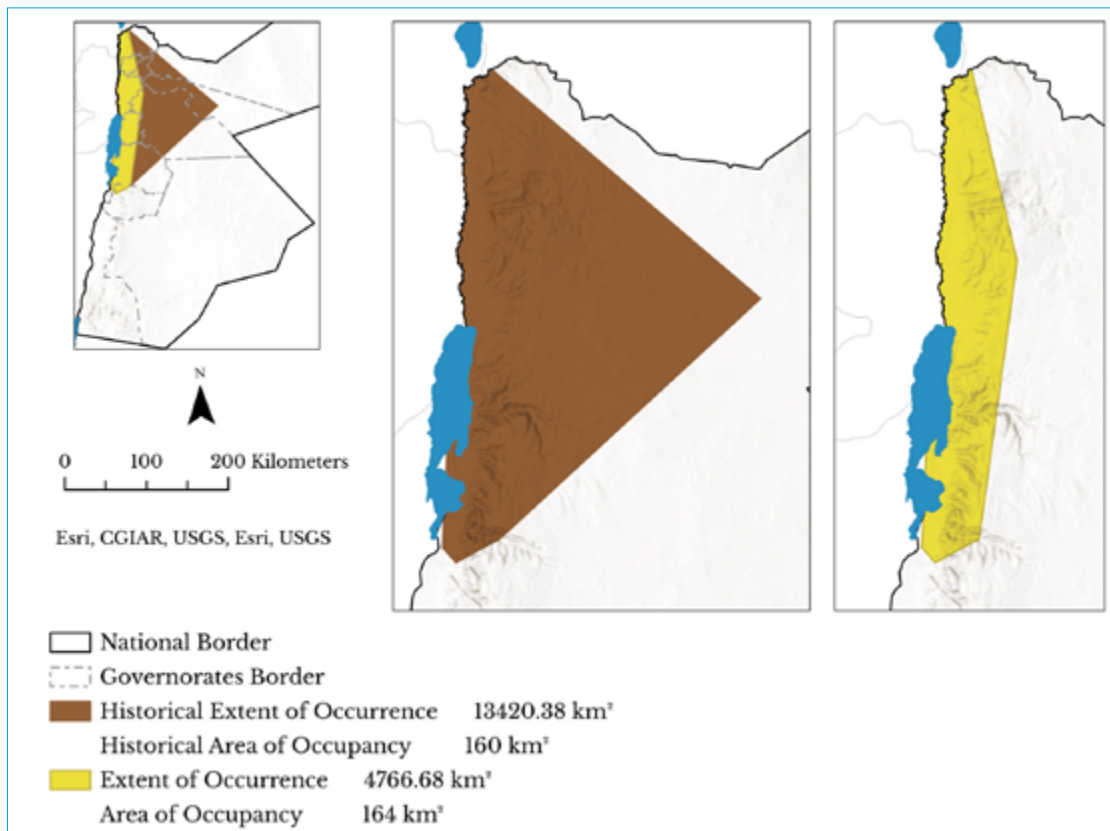 N
0 100 200 Kilometers
Esri, CGIAR, USGS, Esri, USGS
National Border
Governorates Border
Historical Extent of Occurrence 13420.38 km²
Historical Area of Occupancy 160 km²
Extent of Occurrence 4766.68 km²
Area of Occupancy 164 km²